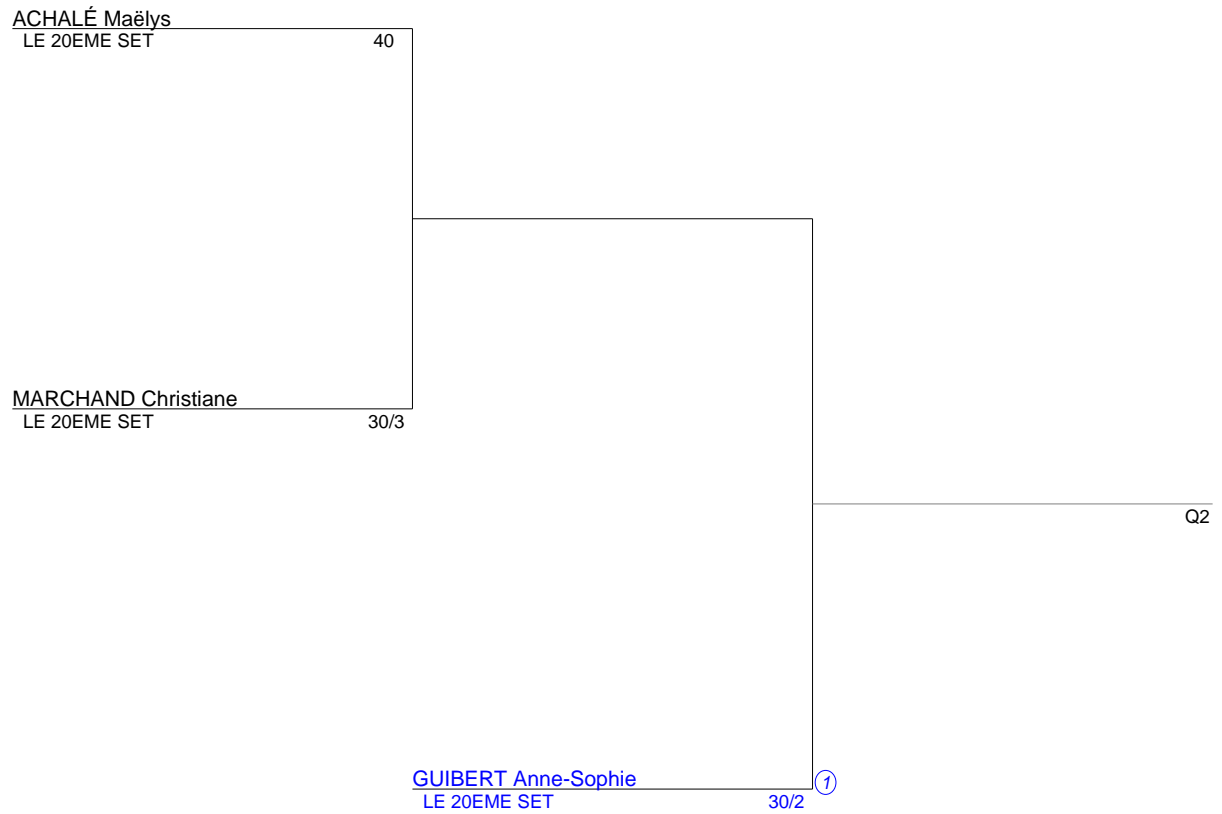 ACHALÉ Maëlys
LE 20EME SET 40
MARCHAND Christiane
LE 20EME SET 30/3
Q2
GUIBERT Anne-Sophie 1
LE 20EME SET 30/2